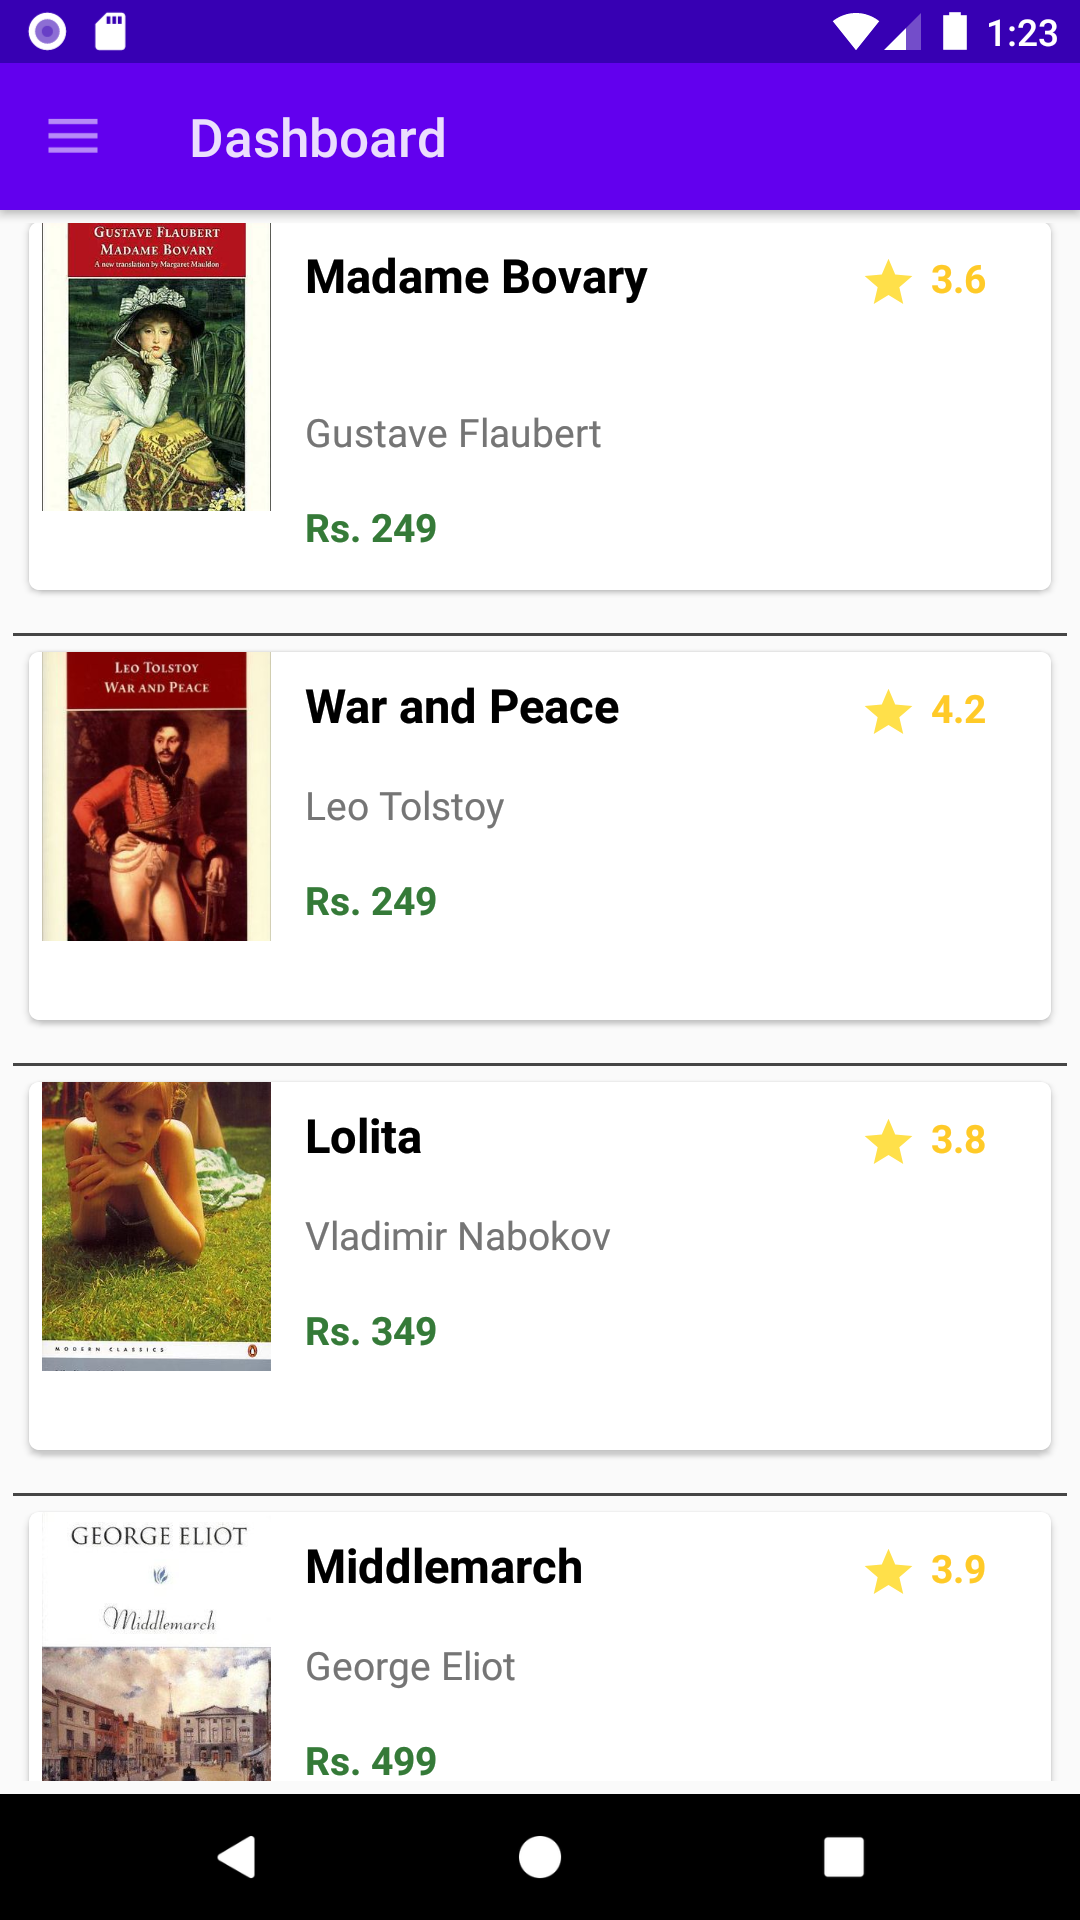 1:23
Dashboard
GUSTAVE FLAUBERT
MADAME BOVARY
A new translation by Margaret Mauldon
Madame Bovary
3.6
Gustave Flaubert
Rs. 249
LEO TOLSTOY
WAR AND PEACE
War and Peace
4.2
Leo Tolstoy
Rs. 249
Lolita
3.8
Vladimir Nabokov
Rs. 349
MODERN CLASSICS
GEORGE ELIOT
Middlemarch
Middlemarch
3.9
George Eliot
Rs. 499